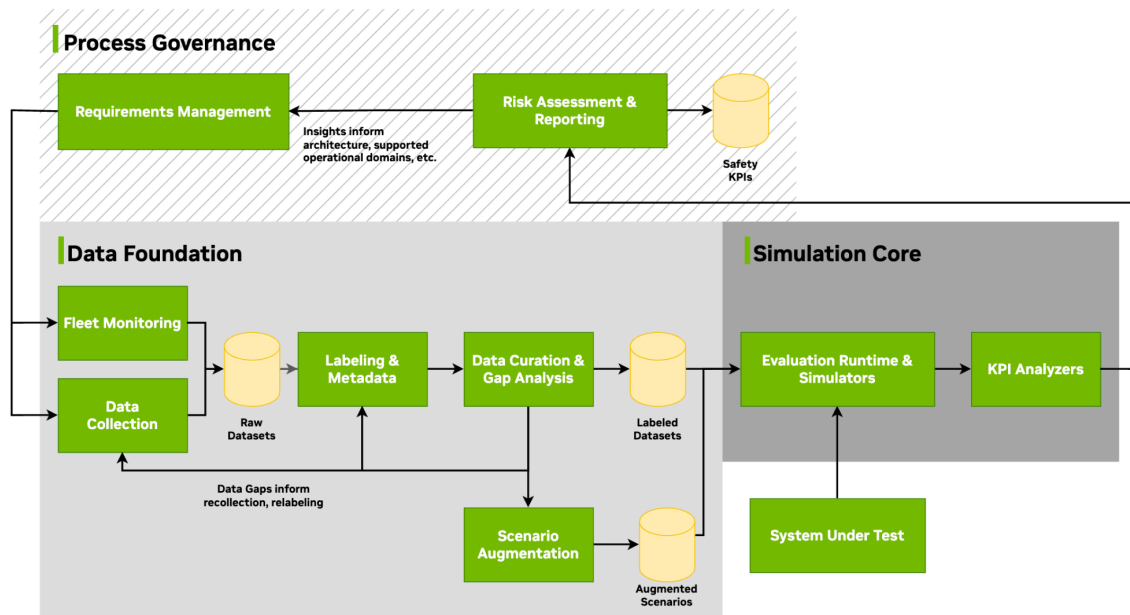 Process Governance
Requirements Management
Risk Assessment &
Reporting
Insights inform
architecture, supported
operational domains, etc.
Safety
KPIs
Data Foundation
Simulation Core
Fleet Monitoring
Data
Collection
Raw
Datasets
Labeling &
Metadata
Data Curation &
Gap Analysis
Labeled
Datasets
Evaluation Runtime &
Simulators
KPI Analyzers
Data Gaps inform
recollection, relabeling
Scenario
Augmentation
Augmented
Scenarios
System Under Test